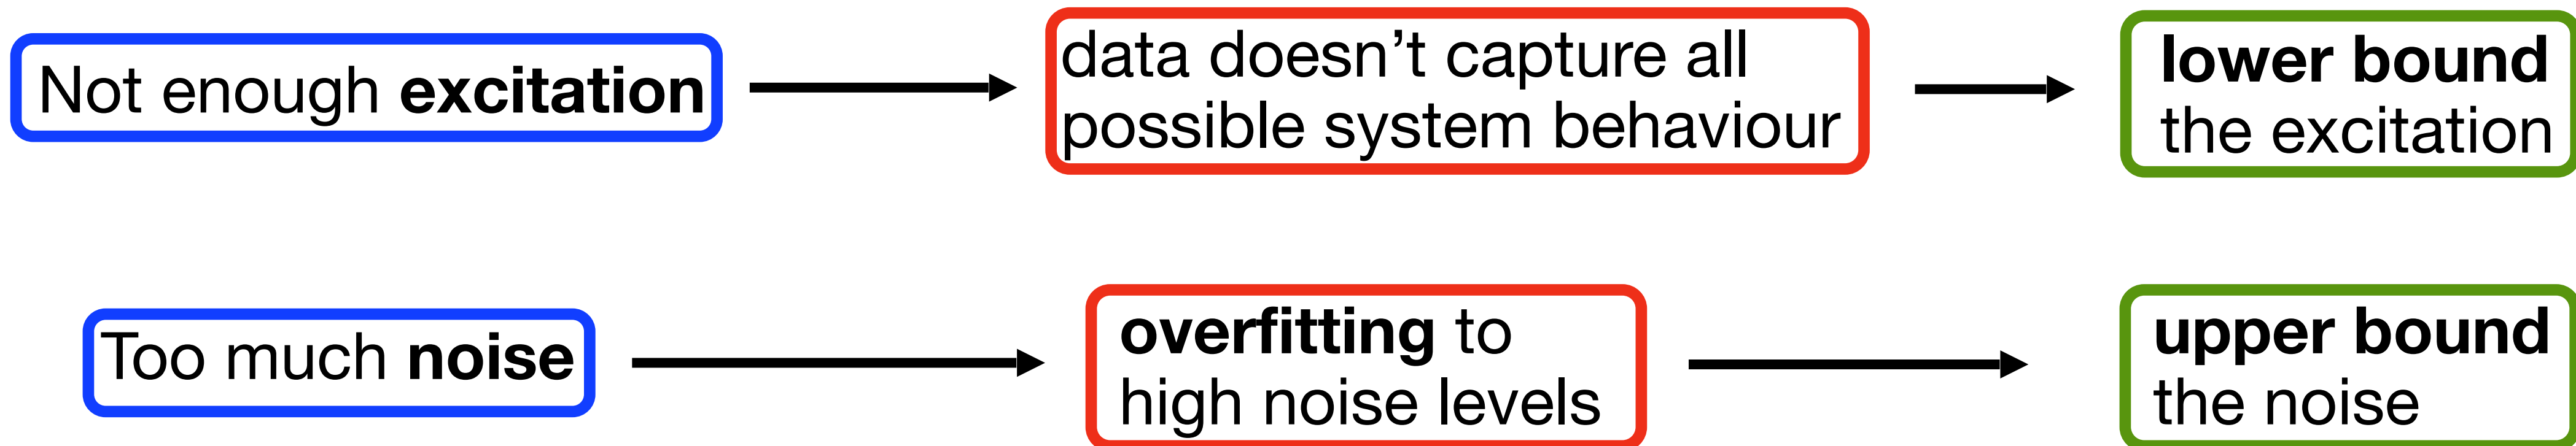 Not enough excitation
data doesn’t capture all
possible system behaviour
lower bound
the excitation
Too much noise
overfitting to
high noise levels
upper bound
the noise